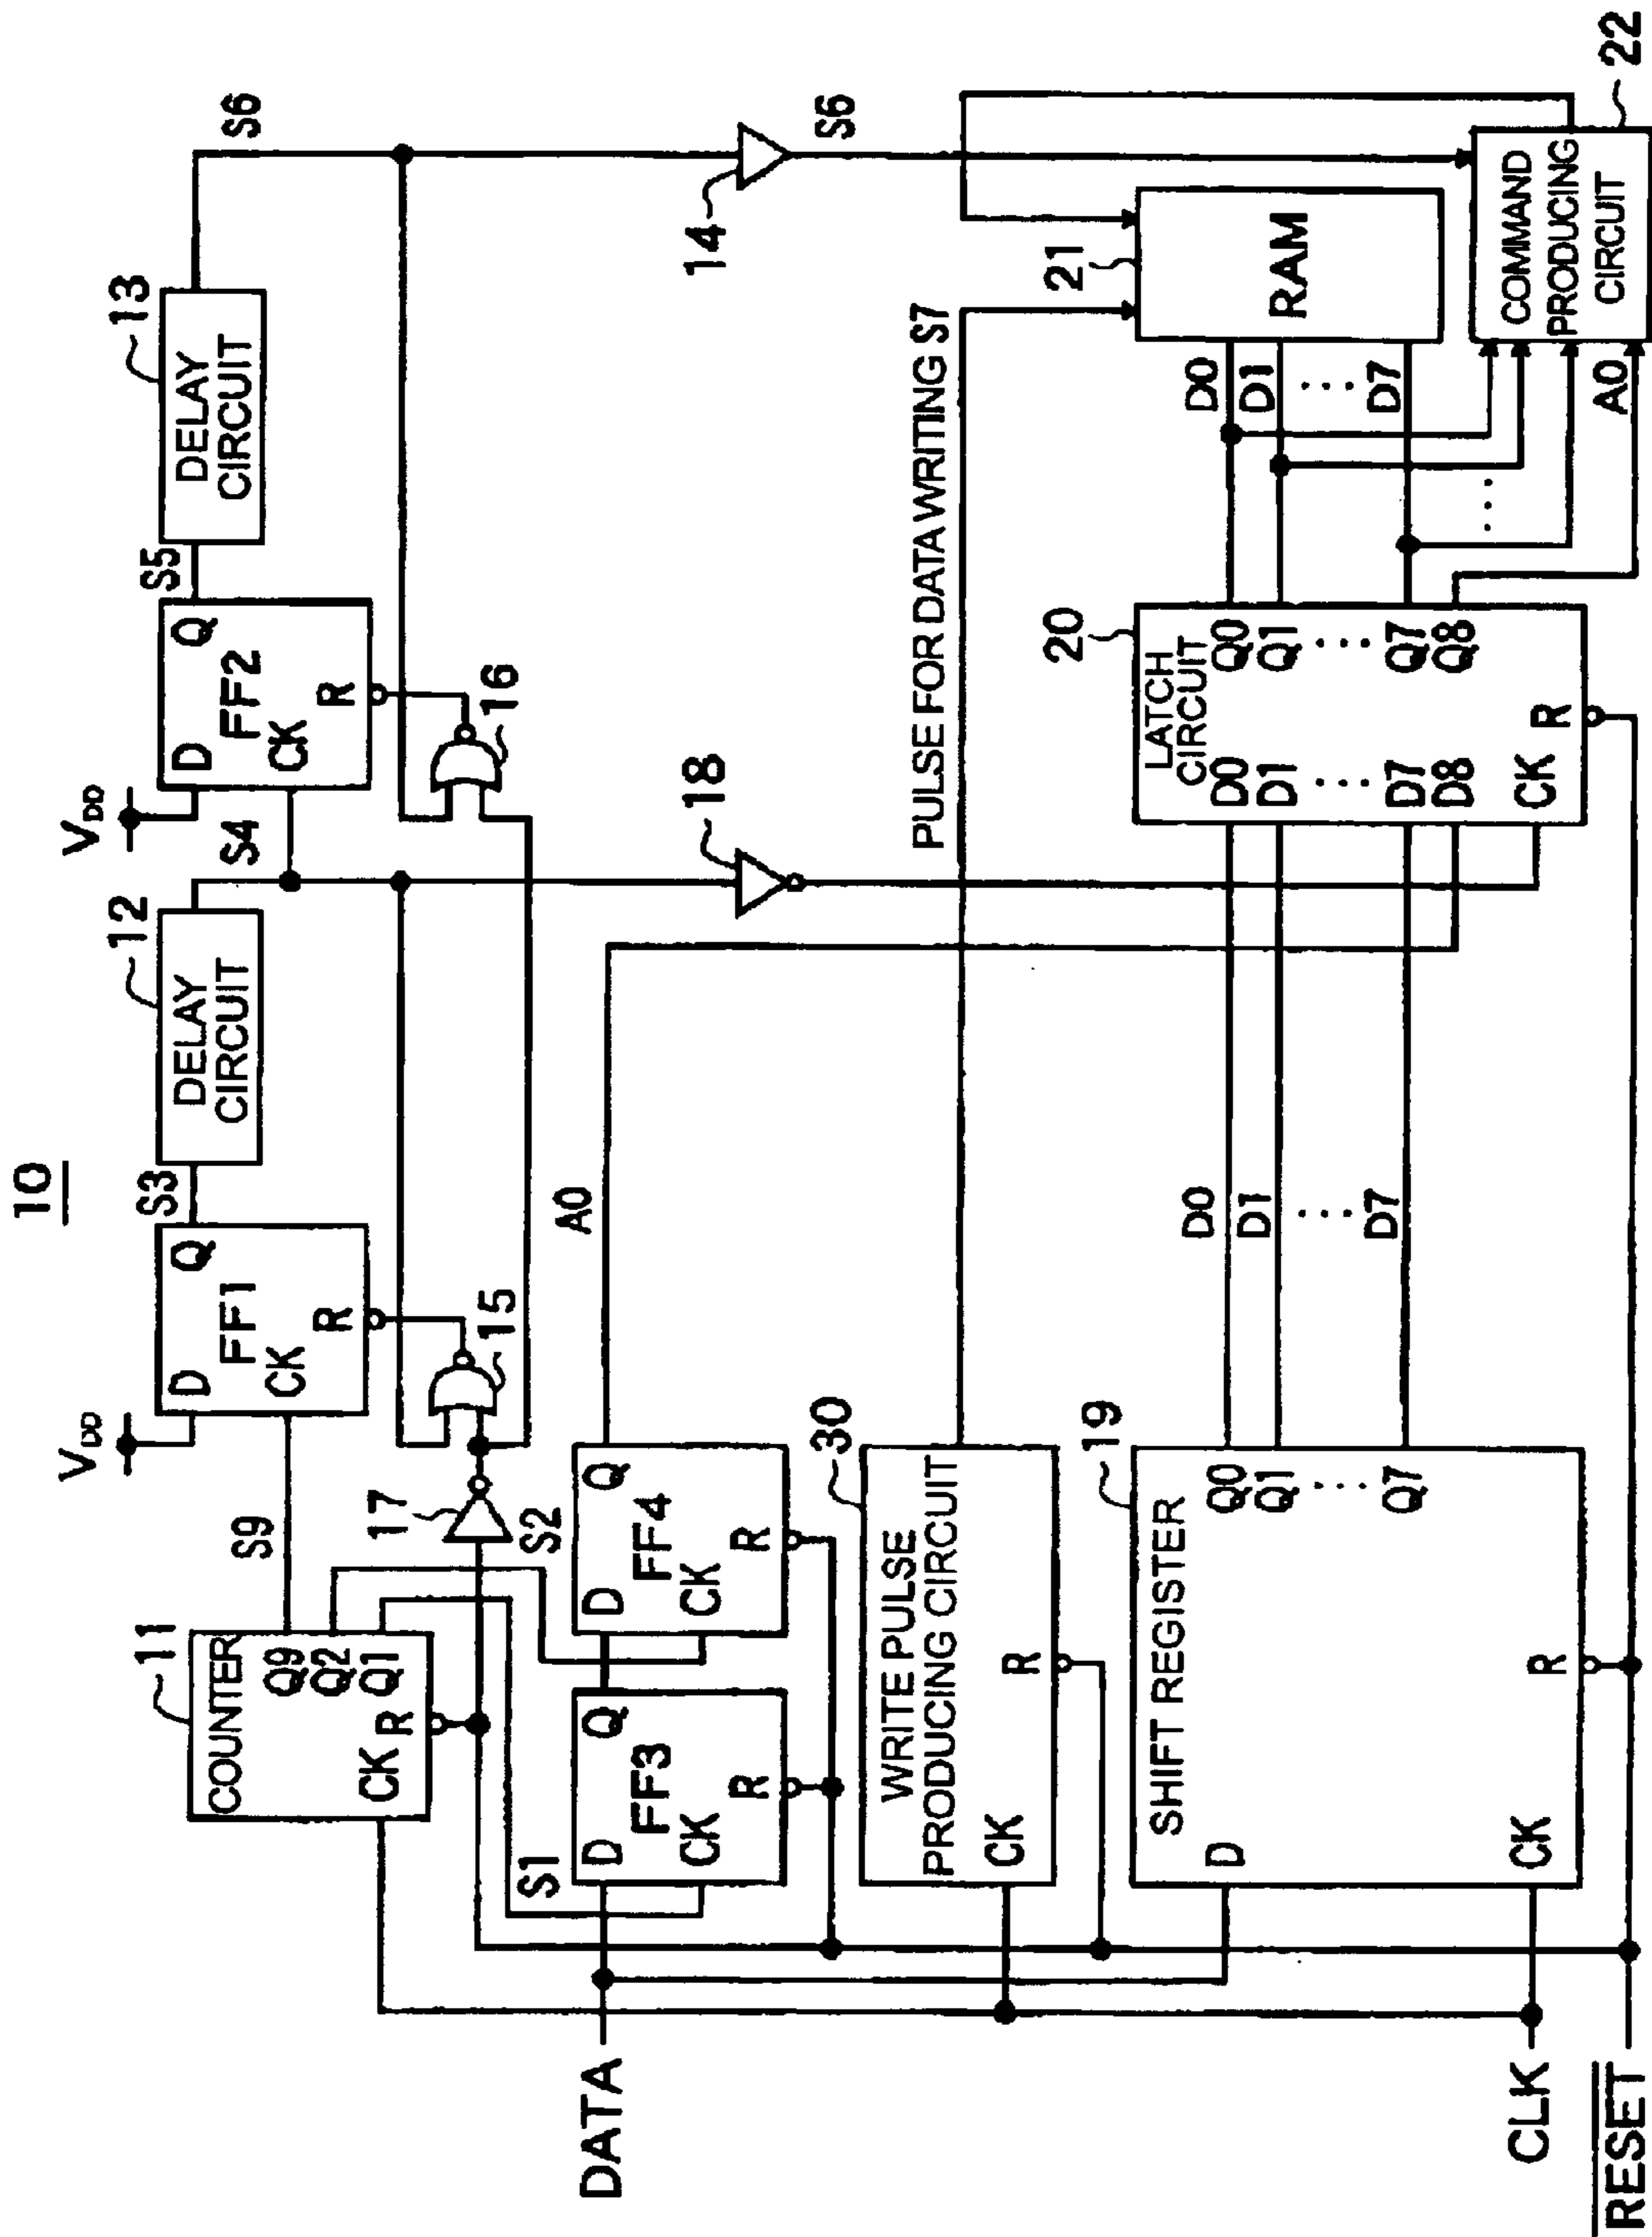 10
V_DD
V_DD
11
COUNTER
CK
R
Q9
Q2
Q1
S9
D
FF1
CK
Q
R
S3
12
DELAY
CIRCUIT
S4
D
FF2
CK
Q
R
S5
13
DELAY
CIRCUIT
S6
17
15
16
S1
S2
D
FF3
CK
Q
R
D
FF4
CK
Q
R
A0
18
14
S6
DATA
30
WRITE PULSE
PRODUCING CIRCUIT
CK
R
PULSE FOR DATA WRITING S7
19
SHIFT REGISTER
D
CK
R
Q0
Q1
····
Q7
D0
D1
····
D7
20
LATCH
CIRCUIT
D0
D1
····
D7
D8
CK
R
Q0
Q1
····
Q7
Q8
D0
D1
····
D7
····
A0
21
RAM
22
COMMAND
PRODUCING
CIRCUIT
CLK
RESET